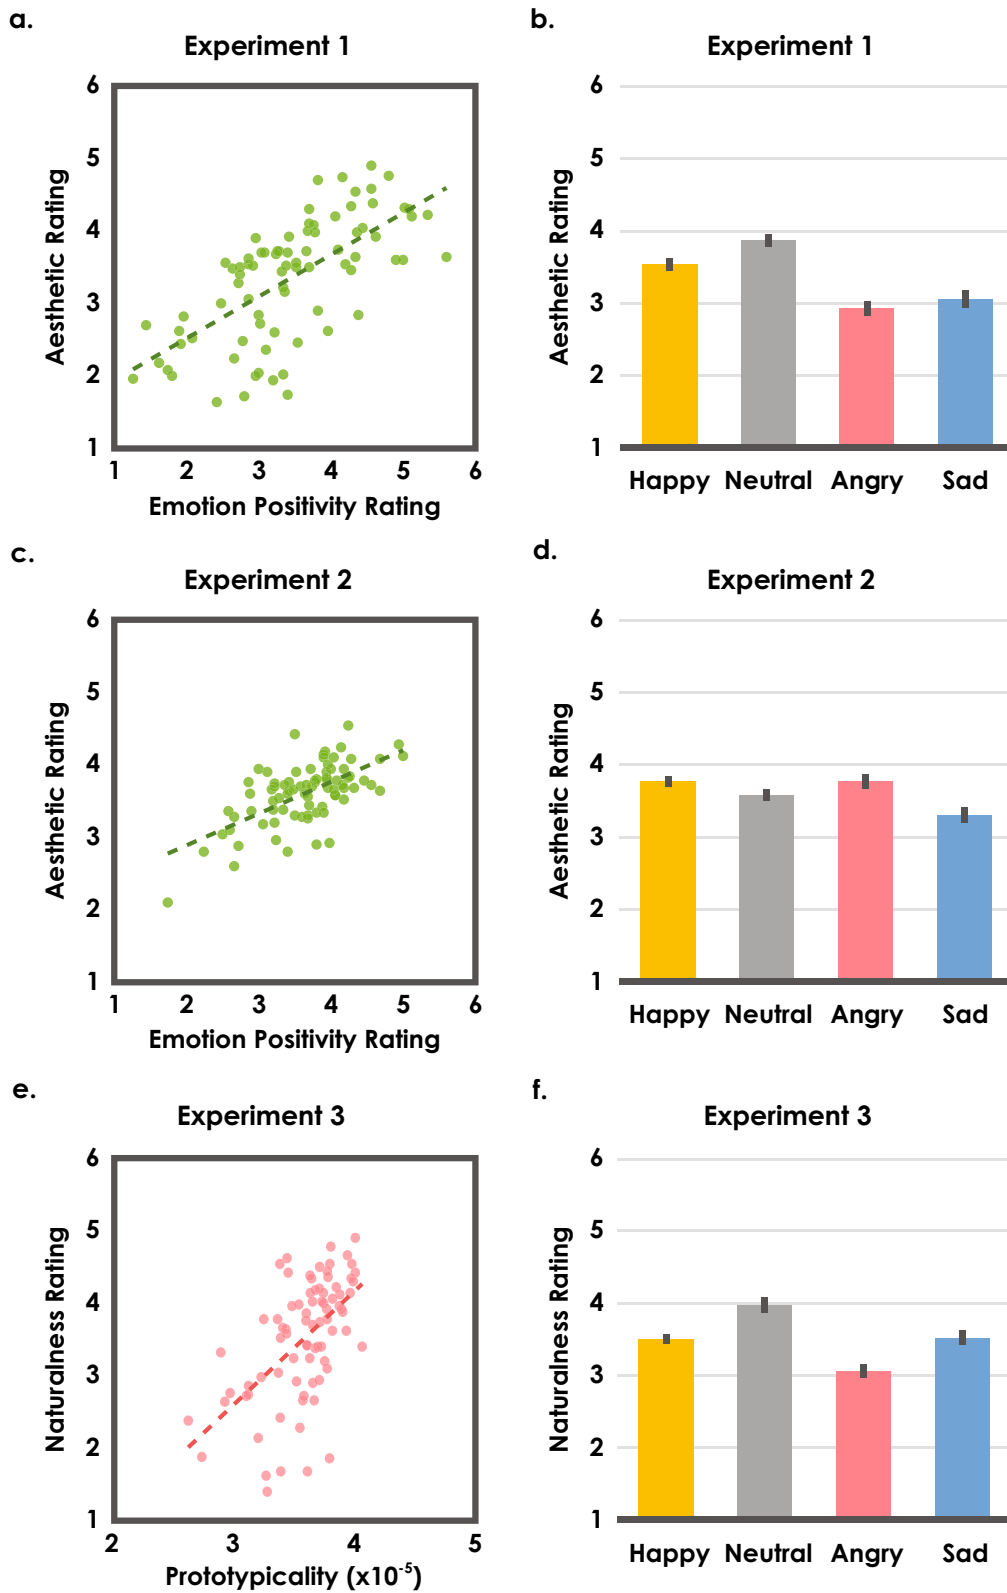 a.
Experiment 1
6
5
4
3
2
1
Aesthetic Rating
1 2 3 4 5 6
Emotion Positivity Rating
b.
Experiment 1
6
5
4
3
2
1
Aesthetic Rating
Happy Neutral Angry Sad
c.
Experiment 2
6
5
4
3
2
1
Aesthetic Rating
1 2 3 4 5 6
Emotion Positivity Rating
d.
Experiment 2
6
5
4
3
2
1
Aesthetic Rating
Happy Neutral Angry Sad
e.
Experiment 3
6
5
4
3
2
1
Naturalness Rating
2 3 4 5
Prototypicality (x10⁻⁵)
f.
Experiment 3
6
5
4
3
2
1
Naturalness Rating
Happy Neutral Angry Sad